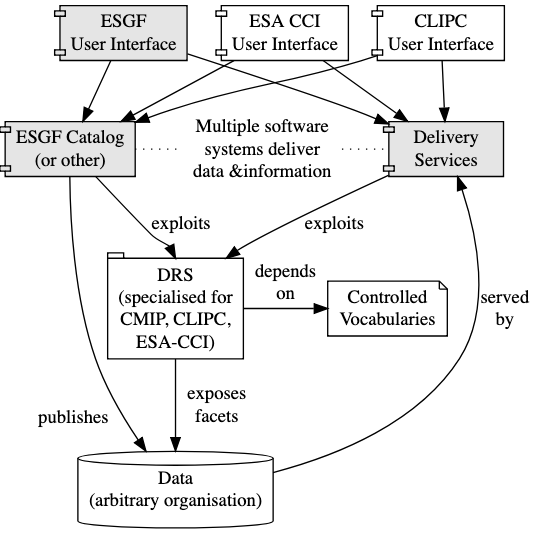 ESGF
User Interface
ESA CCI
User Interface
CLIPC
User Interface
ESGF Catalog
(or other)
Multiple software
systems deliver
data &information
Delivery
Services
exploits
exploits
DRS
(specialised for
CMIP, CLIPC,
ESA-CCI)
depends
on
Controlled
Vocabularies
served
by
publishes
exposes
facets
Data
(arbitrary organisation)